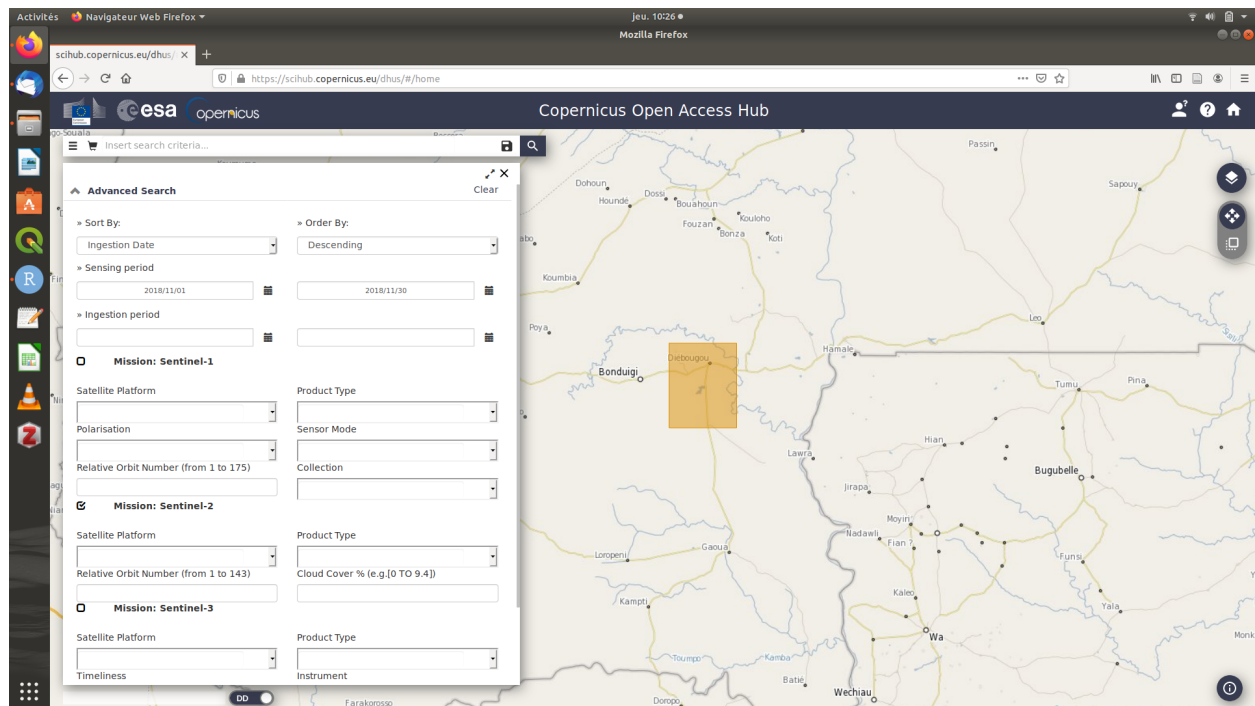 Activités Navigateur Web Firefox jeu. 10:26
Mozilla Firefox
scihub.copernicus.eu/dhus/ × +
https://scihub.copernicus.eu/dhus/#/home
esa opernicus Copernicus Open Access Hub
Insert search criteria...
Advanced Search Clear
» Sort By: » Order By:
Ingestion Date Descending
» Sensing period
2018/11/01 2018/11/30
» Ingestion period
Mission: Sentinel-1
Satellite Platform Product Type
Polarisation Sensor Mode
Relative Orbit Number (from 1 to 175) Collection
Mission: Sentinel-2
Satellite Platform Product Type
Relative Orbit Number (from 1 to 143) Cloud Cover % (e.g.[0 TO 9.4])
Mission: Sentinel-3
Satellite Platform Product Type
Timeliness Instrument
DD
Passin
Dohoun
Sapouy
Houndé
Dossi
Bouahoun
Kouloho
Fouzan
Bonza
Koti
Koumbia
Leo
Poya
Hamale
Diebougou
Bonduigi
Tumu
Pina
Hian
Lawra
Bugubelle
Jirapa
Moyiri
Nadawli
Fian ?
Gaoua
Loropeni
Funsi
Kaleo
Kampti
Yala
Wa
Monk
Toumpo
Kamba
Batié
Wechiau
Farakorosso
Doropo